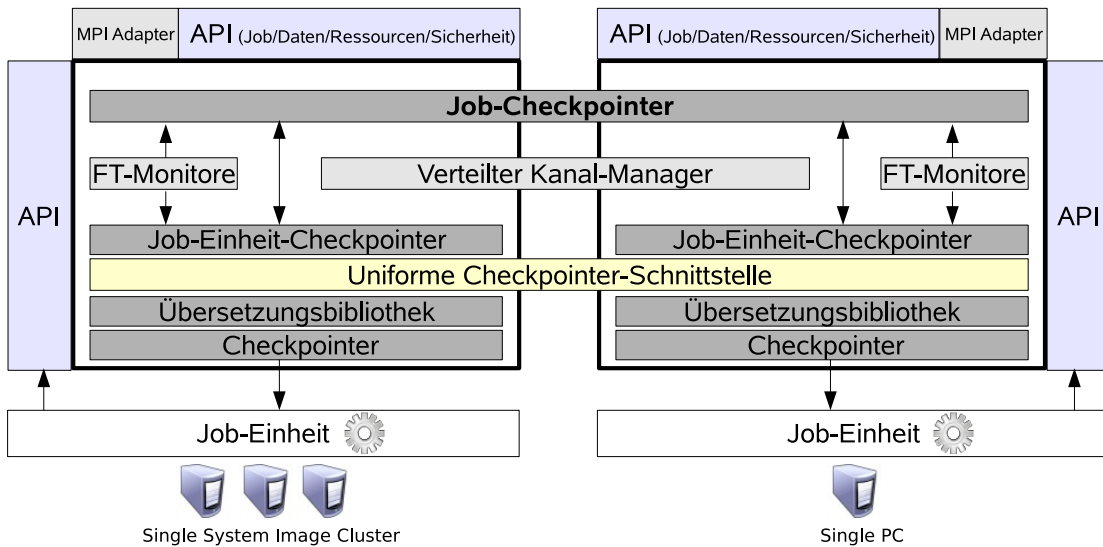 MPI Adapter
API (Job/Daten/Ressourcen/Sicherheit)
API (Job/Daten/Ressourcen/Sicherheit)
MPI Adapter
Job-Checkpointer
FT-Monitore
Verteilter Kanal-Manager
FT-Monitore
API
API
Job-Einheit-Checkpointer
Job-Einheit-Checkpointer
Uniforme Checkpointer-Schnittstelle
Übersetzungsbibliothek
Übersetzungsbibliothek
Checkpointer
Checkpointer
Job-Einheit
Job-Einheit
Single System Image Cluster
Single PC